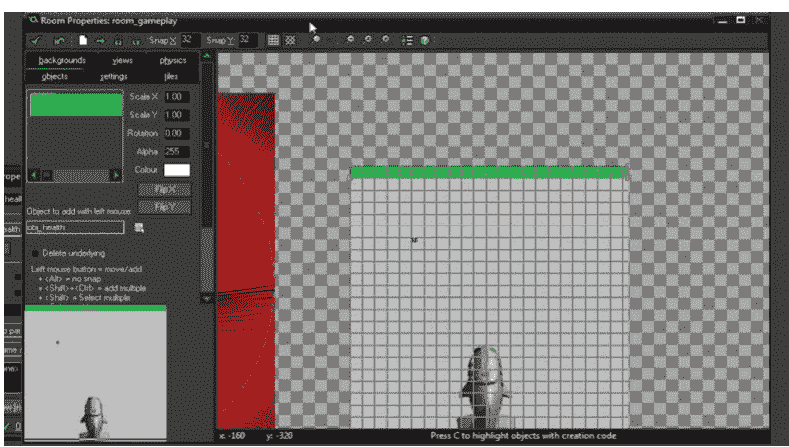 Room Properties: room_gameplay
Snap X 32 Snap Y: 32
backgrounds views physics
objects settings tiles
Scale X 1.00
Scale Y 1.00
Rotation 0.00
Alpha 255
Colour
Flip X
Flip Y
Object to add with left mouse
obj_health
Delete underlying
Left mouse button = move/add
+ <Alt> = no snap
+ <Shift>+<Ctrl> = add multiple
+ <Shift> = Select multiple
x: -160 y: -320 Press C to highlight objects with creation code